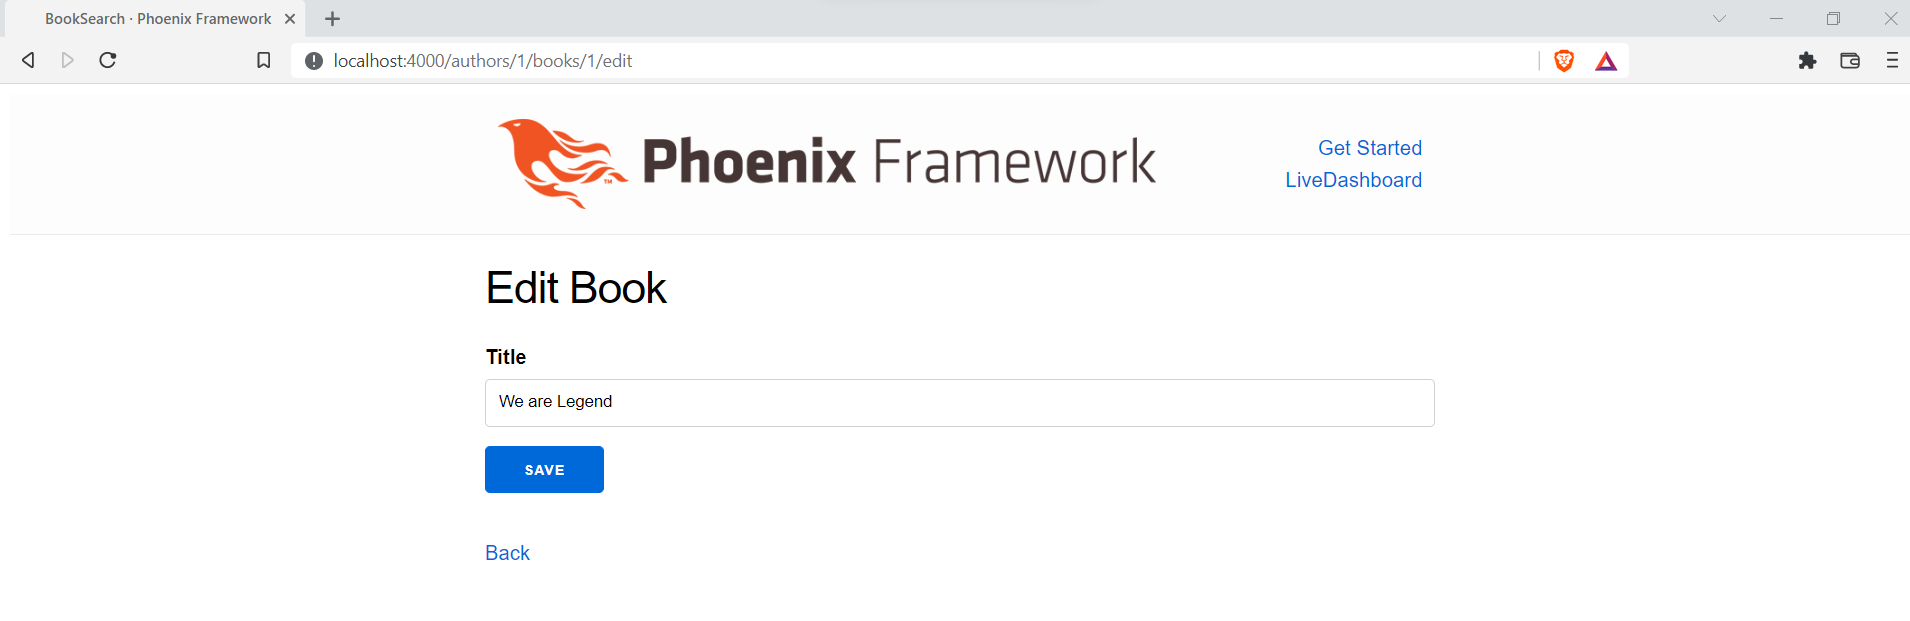 BookSearch · Phoenix Framework
localhost:4000/authors/1/books/1/edit
Phoenix Framework
TM
Get Started
LiveDashboard
Edit Book
Title
We are Legend
SAVE
Back